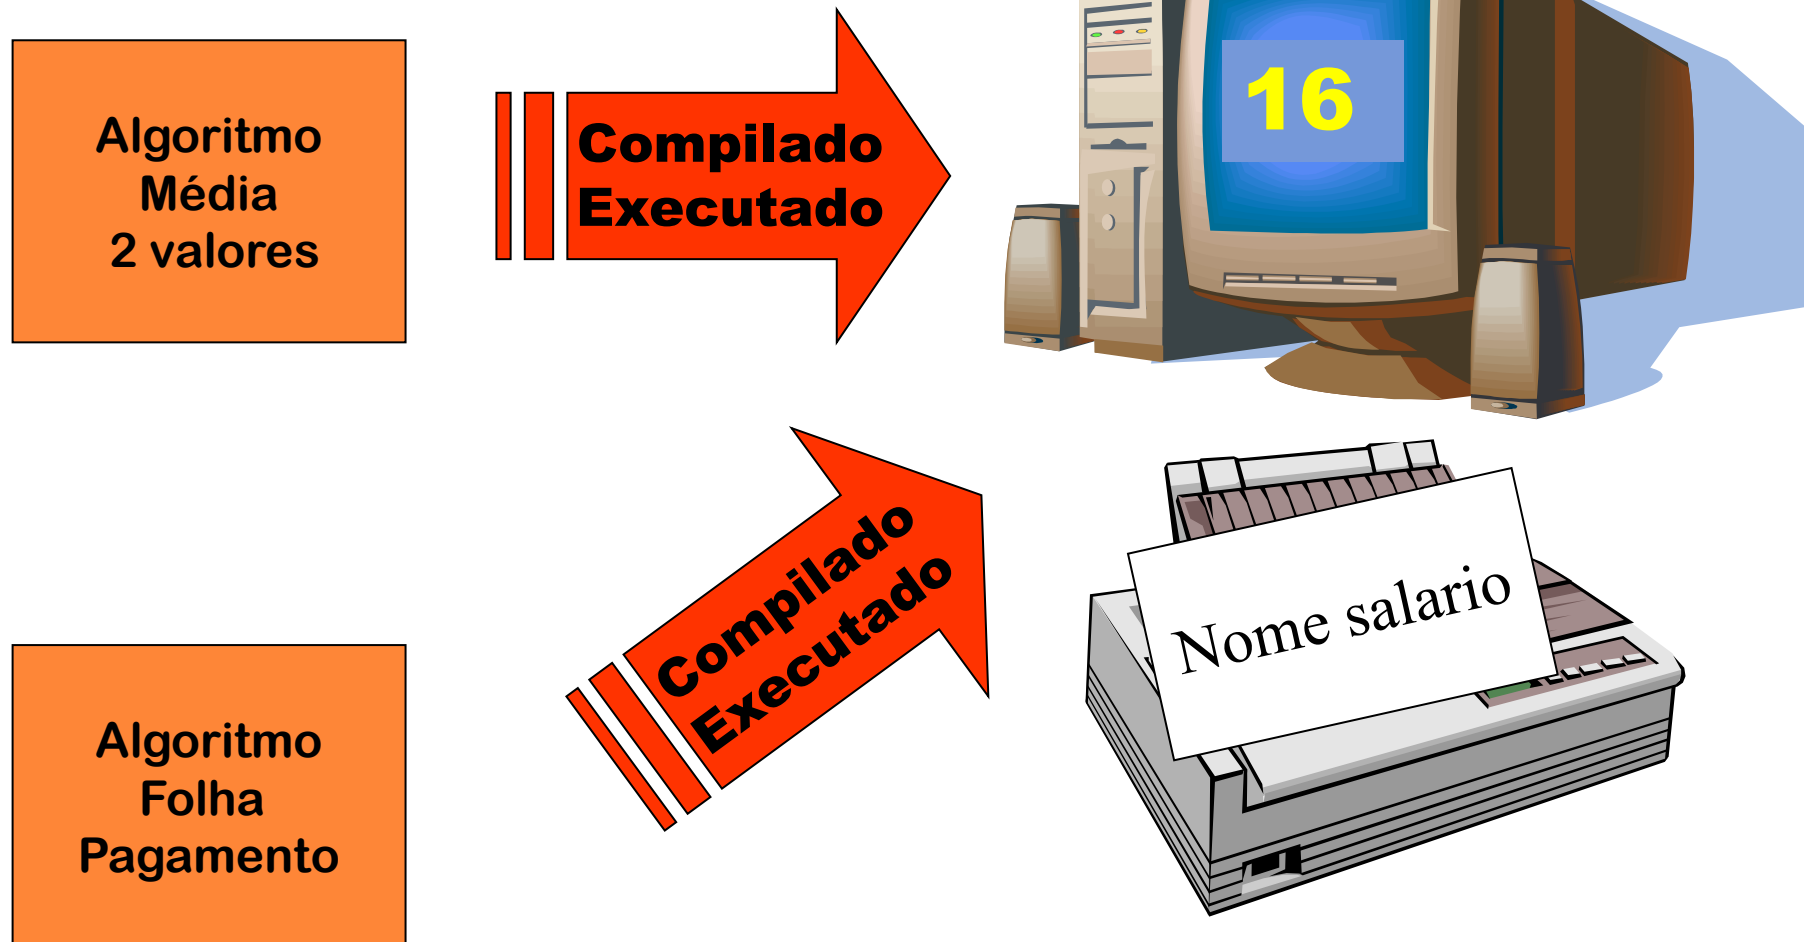 Algoritmo
Média
2 valores
Compilado
Executado
16
Compilado
Executado
Nome salario
Algoritmo
Folha
Pagamento